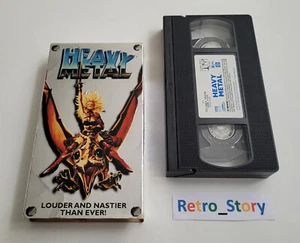 HEAVY
METAL
LOUDER AND NASTIER
THAN EVER!
HEAVY
METAL
Retro_Story